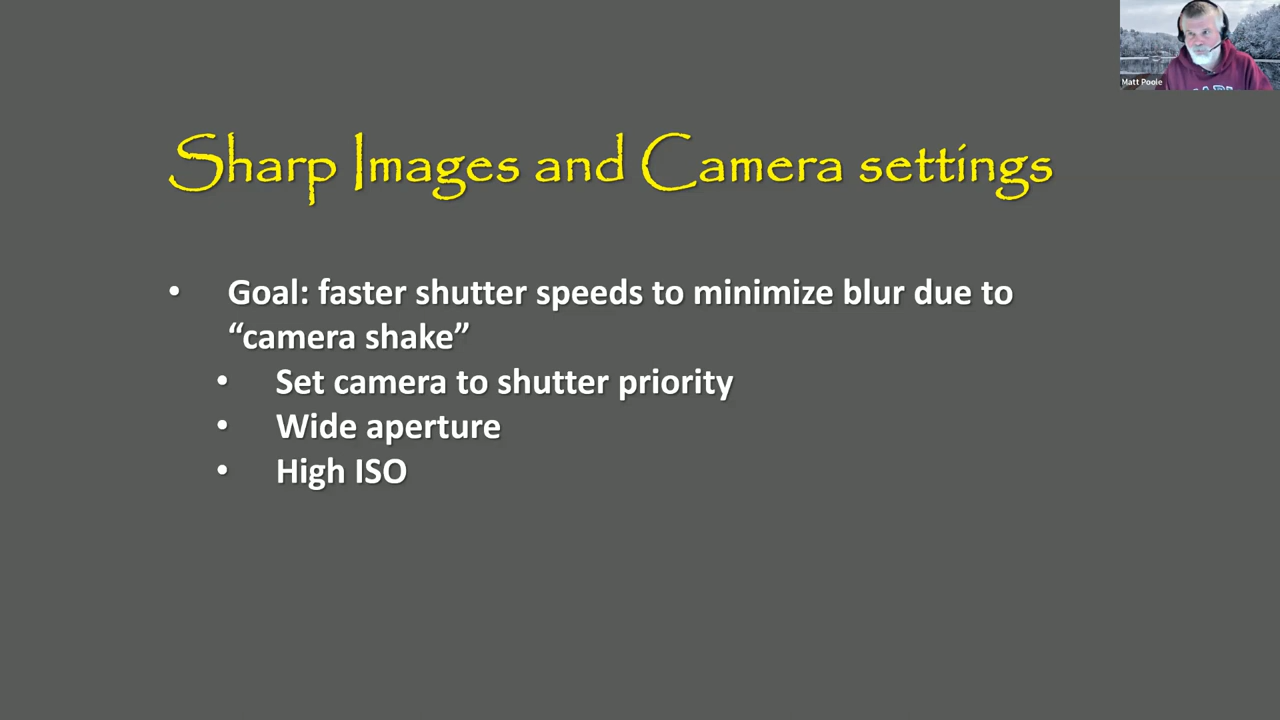 Matt Poole
Sharp Images and Camera settings
• Goal: faster shutter speeds to minimize blur due to
“camera shake”
• Set camera to shutter priority
• Wide aperture
• High ISO